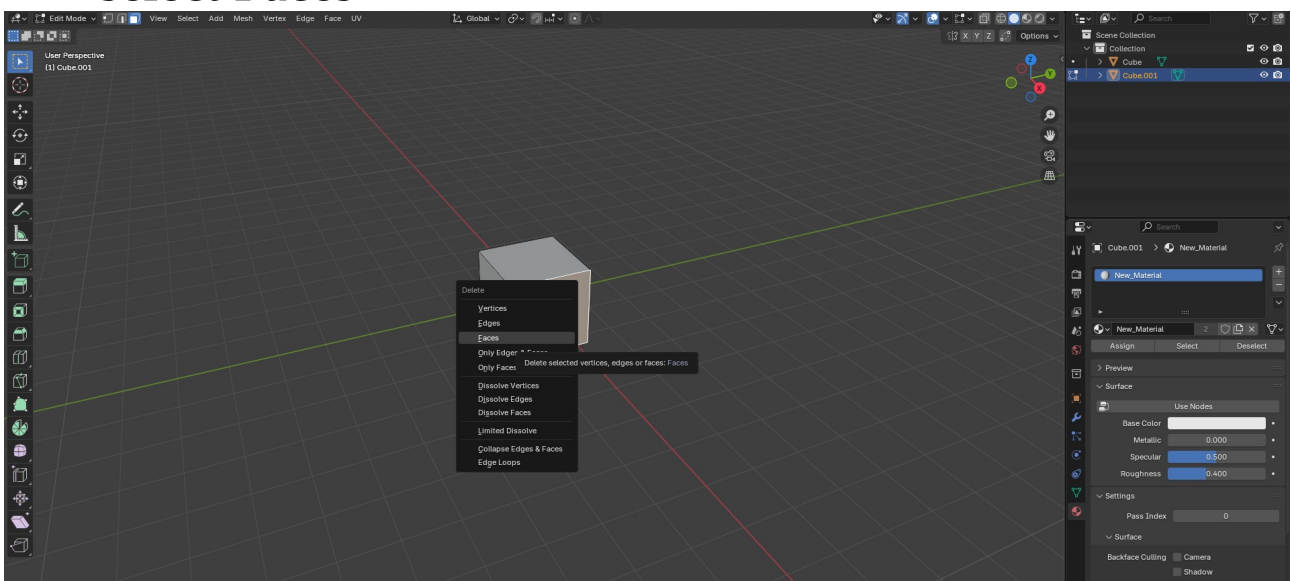 Edit Mode View Select Add Mesh Vertex Edge Face UV Global Search
X Y Z Options
Scene Collection
User Perspective
(1) Cube.001
Collection
Cube
Cube.001
Z
Y
X
Search
Cube.001 > New_Material
New_Material
New_Material 2
Assign Select Deselect
Preview
Surface
Use Nodes
Base Color
Metallic 0.000
Specular 0.500
Roughness 0.400
Settings
Pass Index 0
Surface
Backface Culling Camera
Shadow
Delete
Vertices
Edges
Faces
Only Edges & Faces
Only Faces
Delete selected vertices, edges or faces: Faces
Dissolve Vertices
Dissolve Edges
Dissolve Faces
Limited Dissolve
Collapse Edges & Faces
Edge Loops